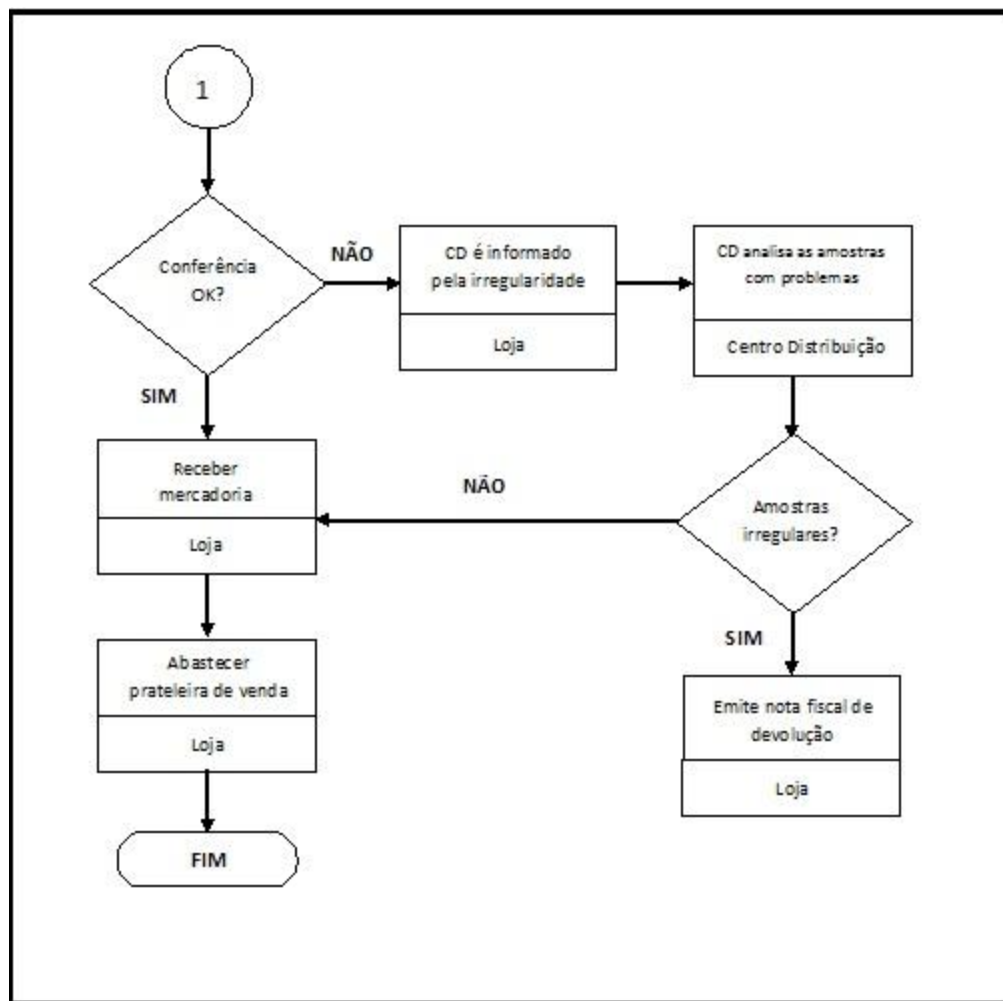 1
Conferência
OK?
NÃO
CD é informado
pela irregularidade
Loja
CD analisa as amostras
com problemas
Centro Distribuição
SIM
Receber
mercadoria
Loja
NÃO
Amostras
irregulares?
SIM
Abastecer
prateleira de venda
Loja
Emite nota fiscal de
devolução
Loja
FIM